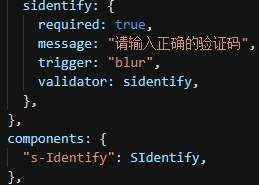 sidentify: {
required: true,
message: "请输入正确的验证码",
trigger: "blur",
validator: sidentify,
},
},
components: {
"s-Identify": SIdentify,
},